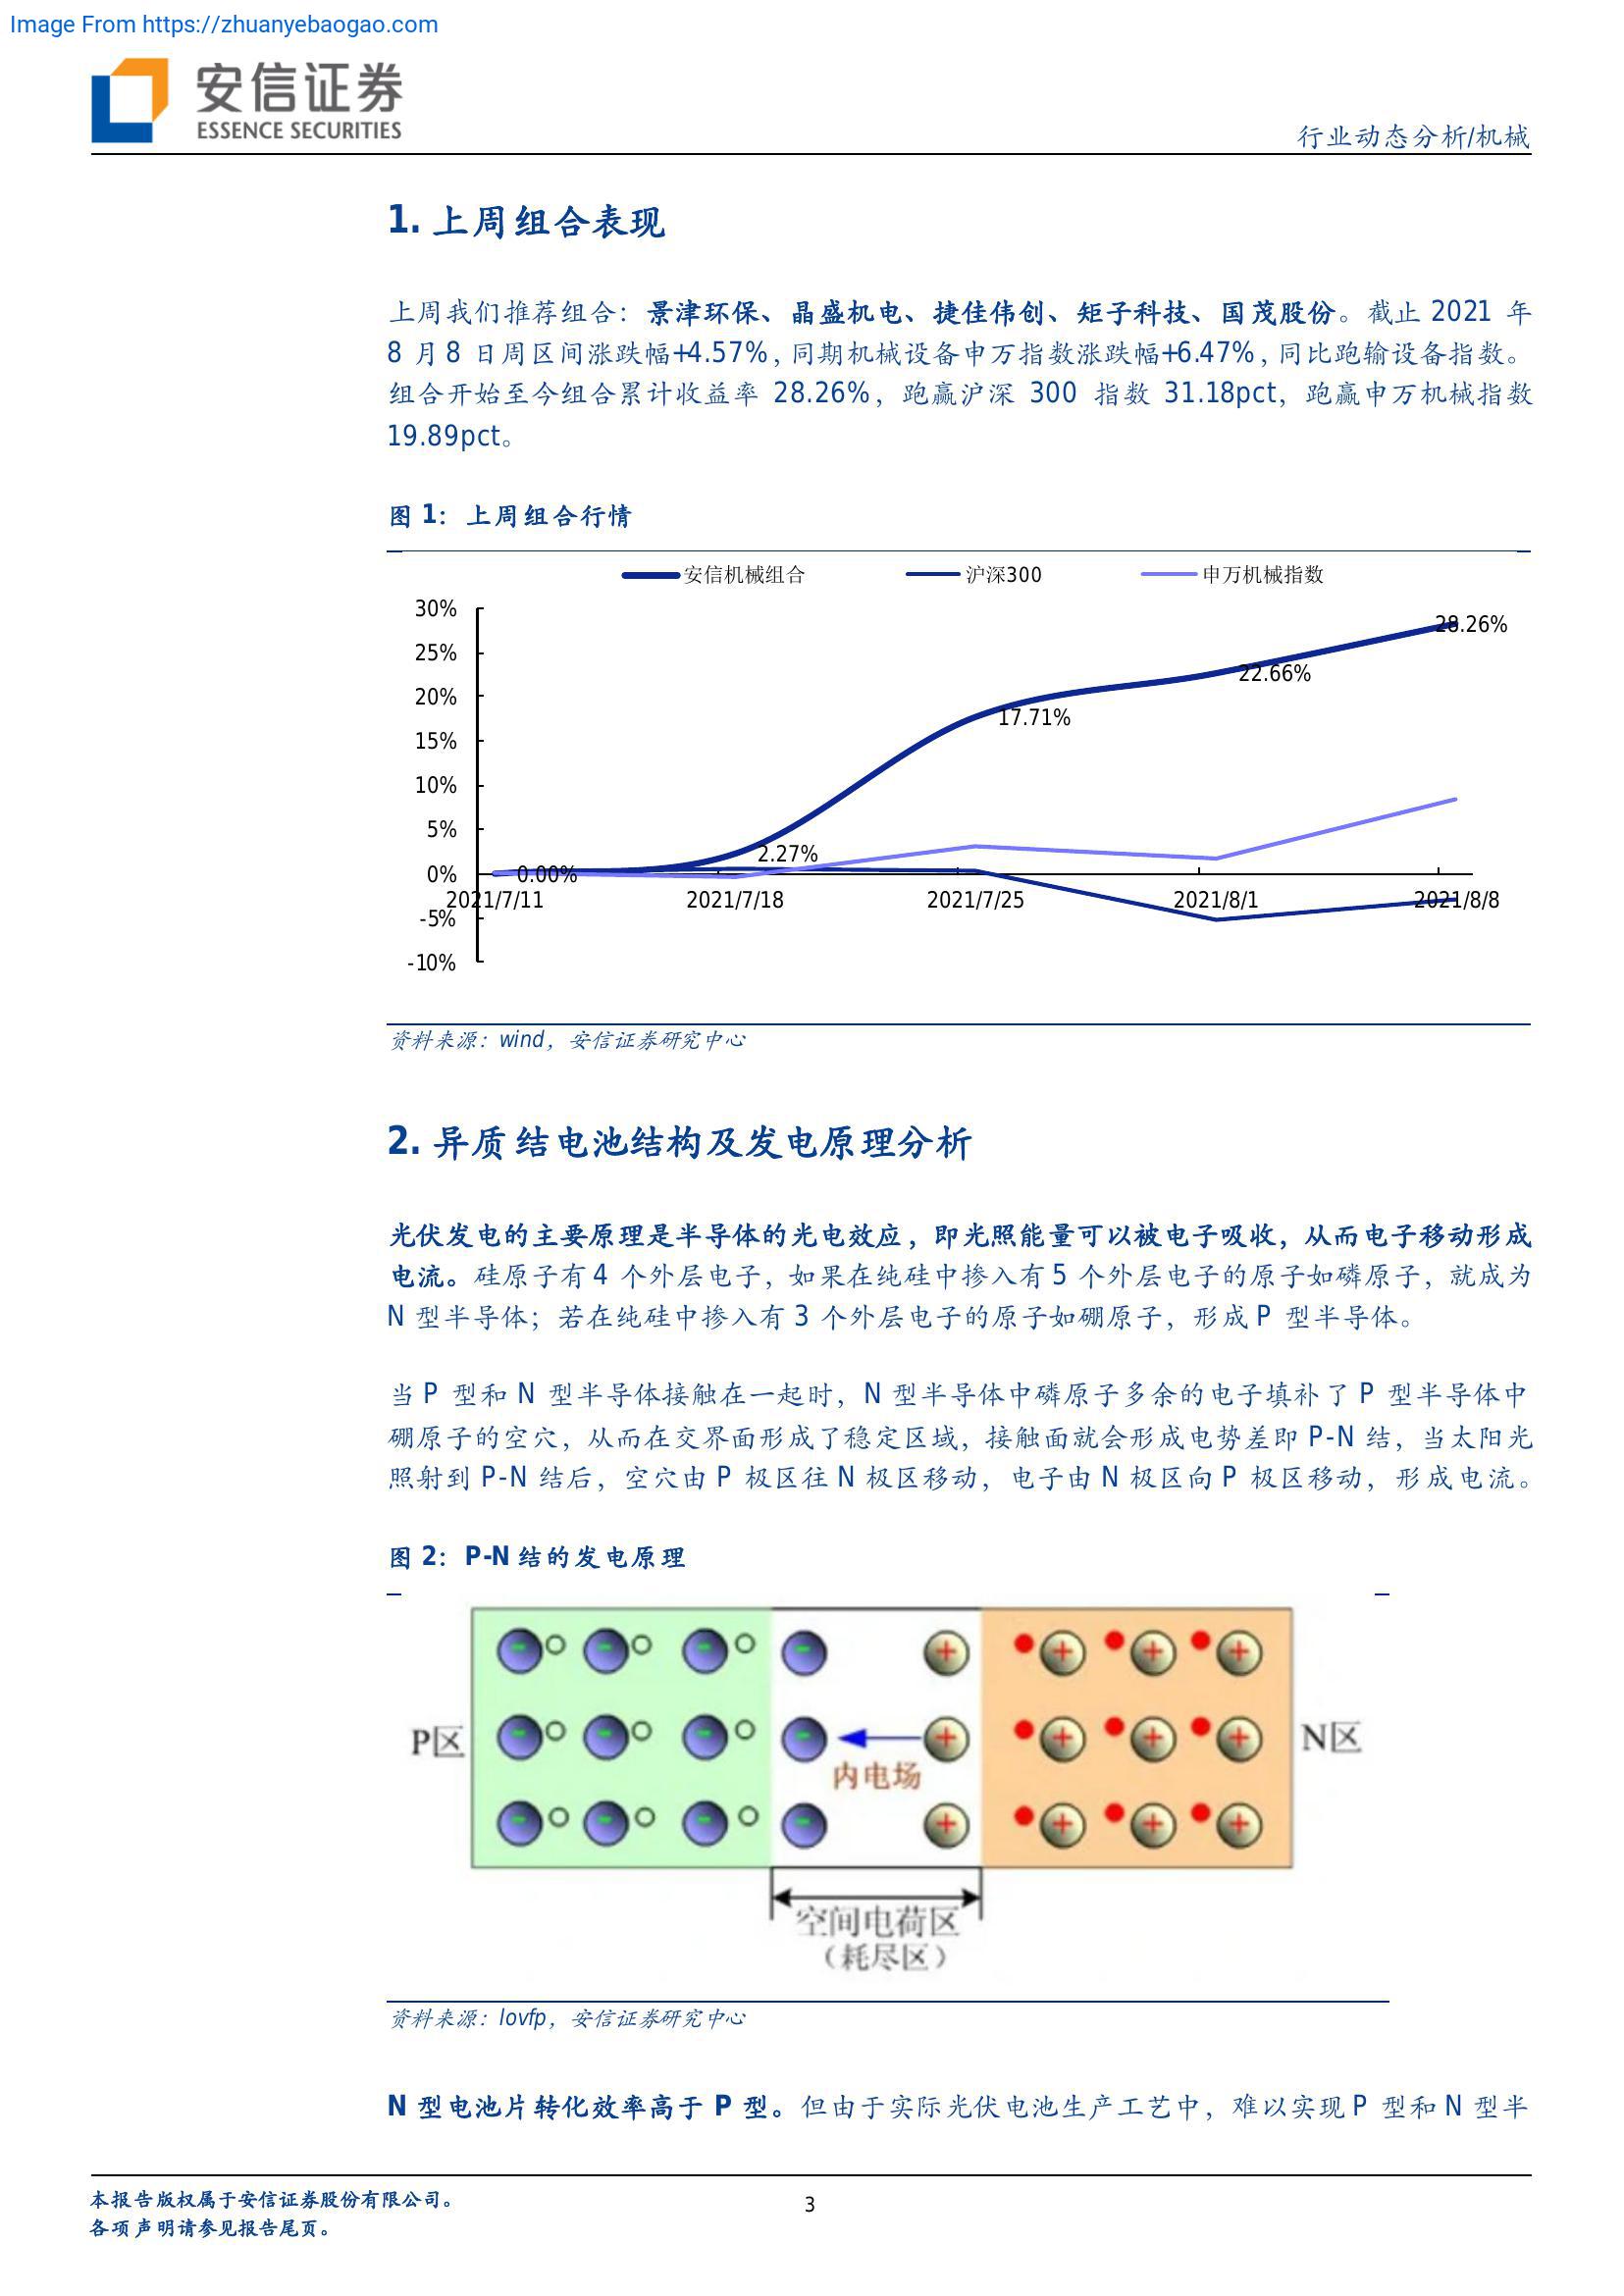 Image From https://zhuanyebaogao.com
安信证券
ESSENCE SECURITIES
行业动态分析/机械
1. 上周组合表现
上周我们推荐组合：景津环保、晶盛机电、捷佳伟创、矩子科技、国茂股份。截止 2021 年
8 月 8 日周区间涨跌幅+4.57%，同期机械设备申万指数涨跌幅+6.47%，同比跑输设备指数。
组合开始至今组合累计收益率 28.26%，跑赢沪深 300 指数 31.18pct，跑赢申万机械指数
19.89pct。
图 1：上周组合行情
安信机械组合 沪深300 申万机械指数
30%
25%
20%
15%
10%
5%
0%
-5%
-10%
0.00%
2.27%
17.71%
22.66%
28.26%
2021/7/11 2021/7/18 2021/7/25 2021/8/1 2021/8/8
资料来源：wind，安信证券研究中心
2. 异质结电池结构及发电原理分析
光伏发电的主要原理是半导体的光电效应，即光照能量可以被电子吸收，从而电子移动形成
电流。硅原子有 4 个外层电子，如果在纯硅中掺入有 5 个外层电子的原子如磷原子，就成为
N 型半导体；若在纯硅中掺入有 3 个外层电子的原子如硼原子，形成 P 型半导体。
当 P 型和 N 型半导体接触在一起时，N 型半导体中磷原子多余的电子填补了 P 型半导体中
硼原子的空穴，从而在交界面形成了稳定区域，接触面就会形成电势差即 P-N 结，当太阳光
照射到 P-N 结后，空穴由 P 极区往 N 极区移动，电子由 N 极区向 P 极区移动，形成电流。
图 2：P-N 结的发电原理
P区
内电场
N区
空间电荷区
（耗尽区）
资料来源：lovfp，安信证券研究中心
N 型电池片转化效率高于 P 型。但由于实际光伏电池生产工艺中，难以实现 P 型和 N 型半
本报告版权属于安信证券股份有限公司。
各项声明请参见报告尾页。
3